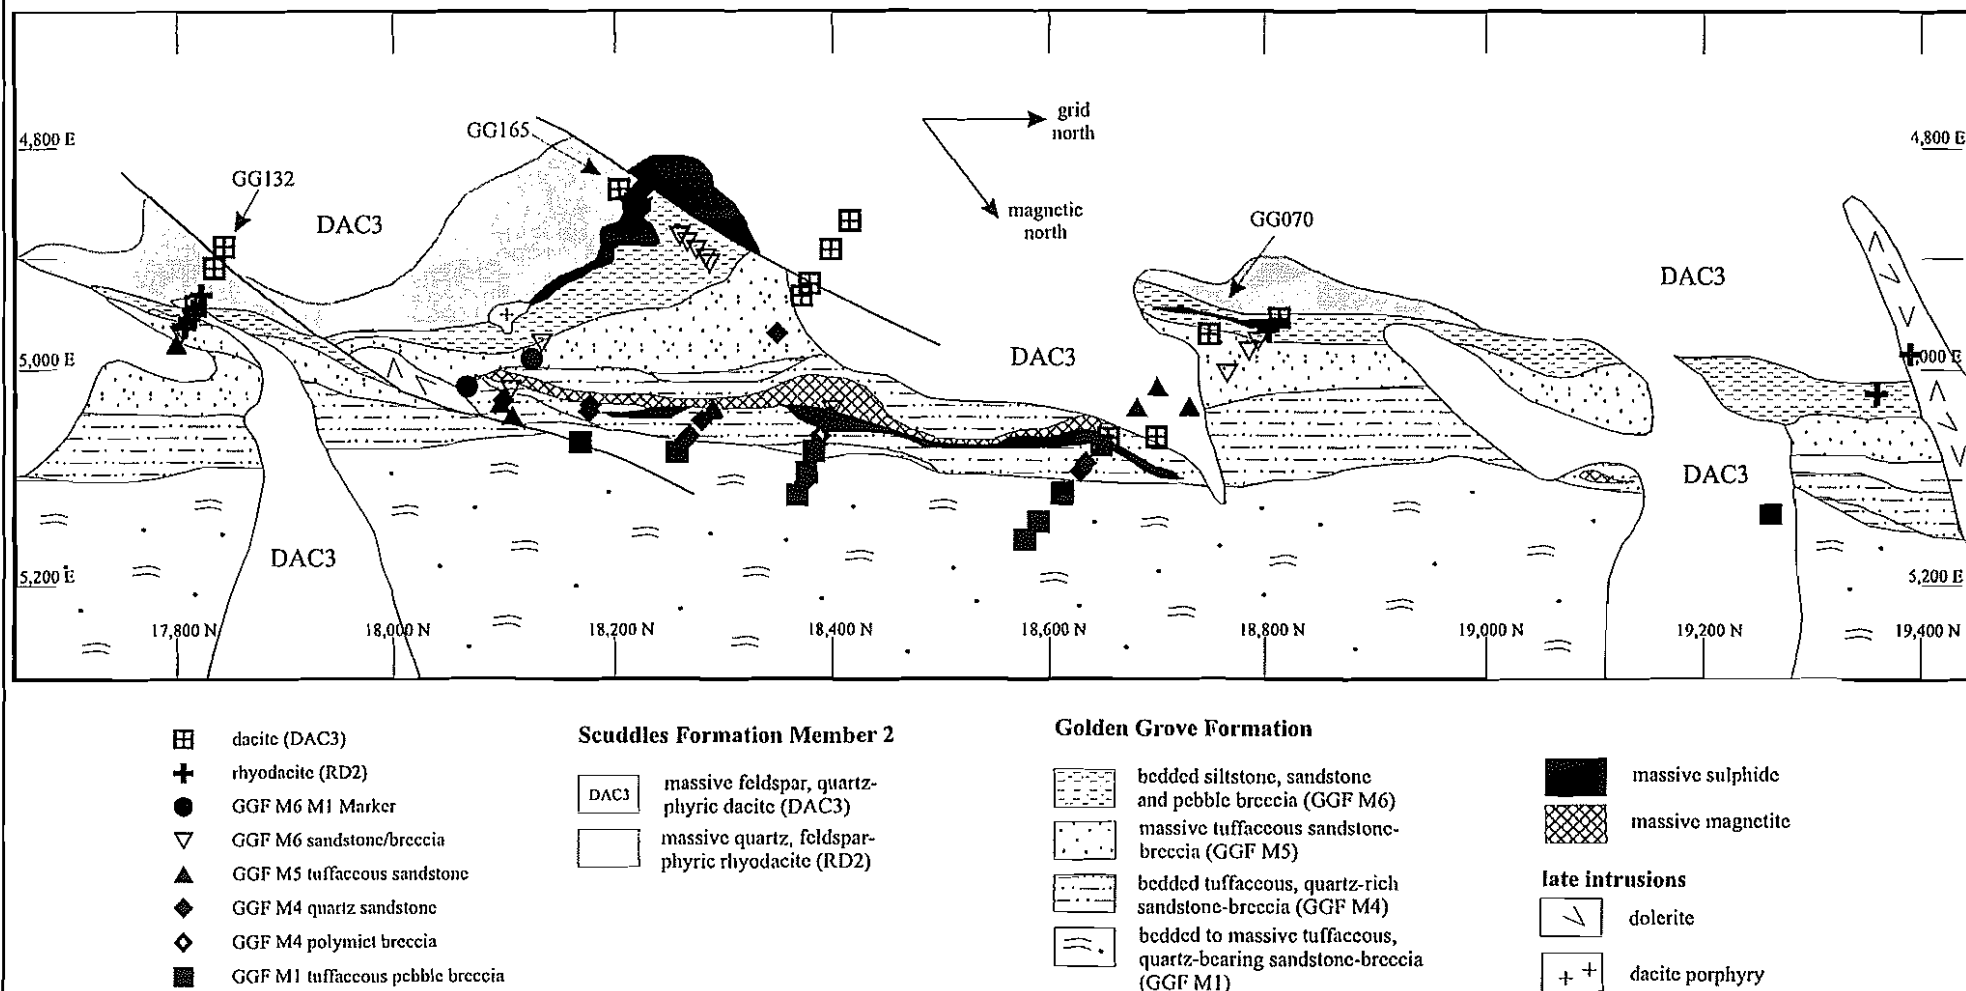 4,800 E
GG165
grid
north
4,800 E
GG132
DAC3
magnetic
north
GG070
DAC3
5,000 E
DAC3
000 E
DAC3
DAC3
5,200 E
5,200 E
17,800 N
18,000 N
18,200 N
18,400 N
18,600 N
18,800 N
19,000 N
19,200 N
19,400 N
dacite (DAC3)
rhyodacite (RD2)
GGF M6 M1 Marker
GGF M6 sandstone/breccia
GGF M5 tuffaceous sandstone
GGF M4 quartz sandstone
GGF M4 polymict breccia
GGF M1 tuffaceous pebble breccia
Scuddles Formation Member 2
DAC3
massive feldspar, quartz-
phyric dacite (DAC3)
massive quartz, feldspar-
phyric rhyodacite (RD2)
Golden Grove Formation
bedded siltstone, sandstone
and pebble breccia (GGF M6)
massive tuffaceous sandstone-
breccia (GGF M5)
bedded tuffaceous, quartz-rich
sandstone-breccia (GGF M4)
bedded to massive tuffaceous,
quartz-bearing sandstone-breccia
(GGF M1)
massive sulphide
massive magnetite
late intrusions
dolerite
dacite porphyry